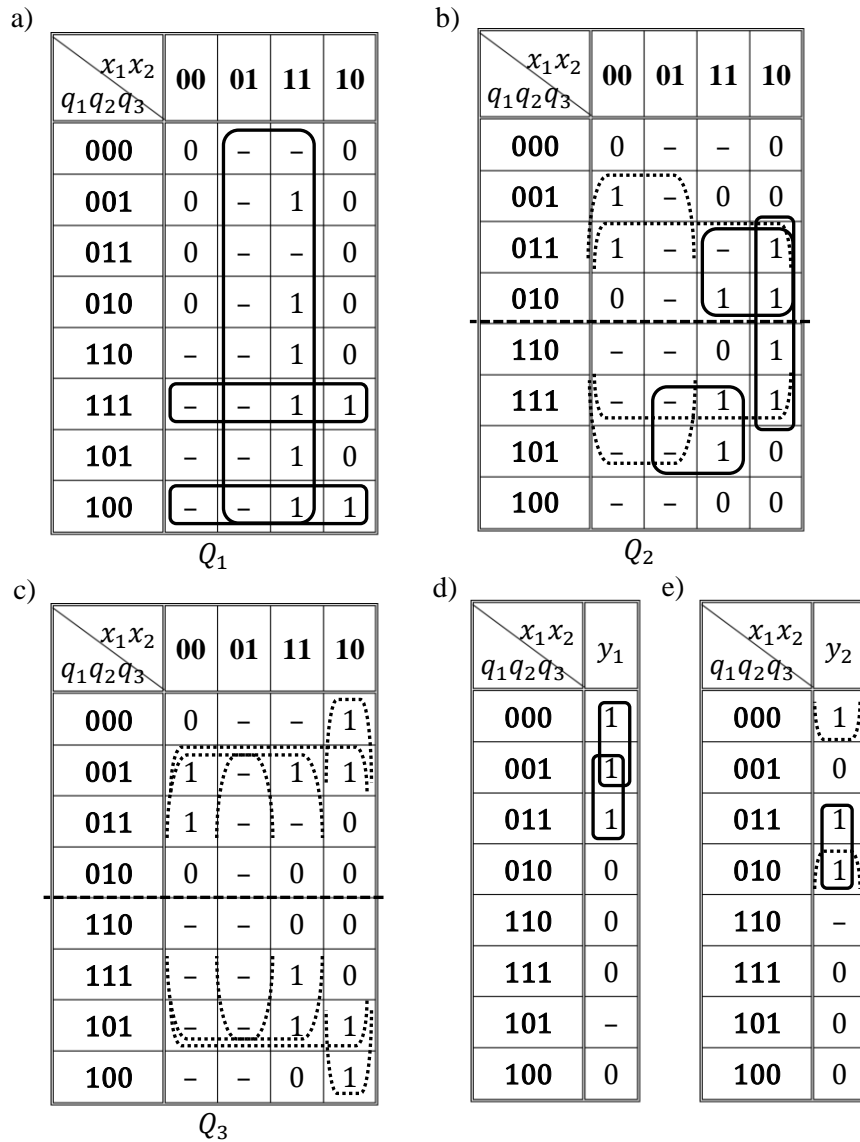 a)
x₁x₂ 00 01 11 10
q₁q₂q₃
000 0 – – 0
001 0 – 1 0
011 0 – – 0
010 0 – 1 0
110 – – 1 0
111 – – 1 1
101 – – 1 0
100 – – 1 1
Q₁
b)
x₁x₂ 00 01 11 10
q₁q₂q₃
000 0 – – 0
001 1 – 0 0
011 1 – – 1
010 0 – 1 1
110 – – 0 1
111 – – 1 1
101 – – 1 0
100 – – 0 0
Q₂
c)
x₁x₂ 00 01 11 10
q₁q₂q₃
000 0 – – 1
001 1 – 1 1
011 1 – – 0
010 0 – 0 0
110 – – 0 0
111 – – 1 0
101 – – 1 1
100 – – 0 1
Q₃
d)
x₁x₂ y₁
q₁q₂q₃
000 1
001 1
011 1
010 0
110 0
111 0
101 –
100 0
e)
x₁x₂ y₂
q₁q₂q₃
000 1
001 0
011 1
010 1
110 –
111 0
101 0
100 0